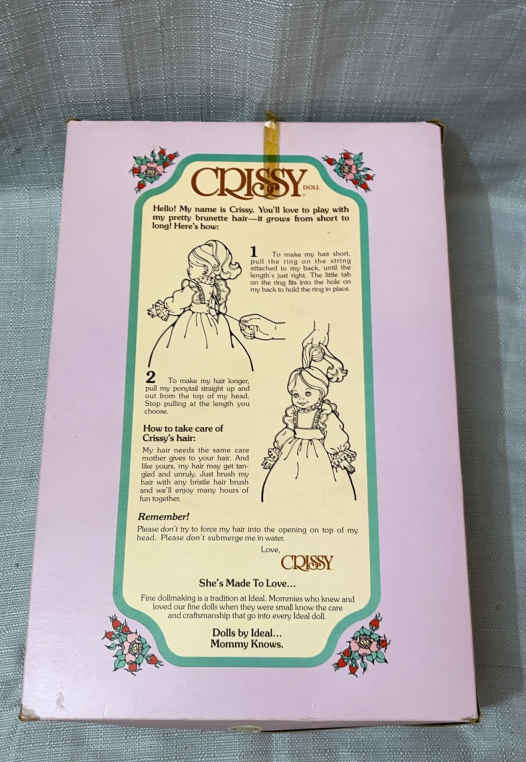 CRISSY DOLL
Hello! My name is Crissy. You'll love to play with
my pretty brunette hair—it grows from short to
long! Here's how:
1 To make my hair short,
pull the ring on the string
attached to my back, until the
length's just right. The little tab
on the ring fits into the hole on
my back to hold the ring in place.
2 To make my hair longer,
pull my ponytail straight up and
out from the top of my head.
Stop pulling at the length you
choose.
How to take care of
Crissy's hair:
My hair needs the same care
mother gives to your hair. And
like yours, my hair may get tan-
gled and unruly. Just brush my
hair with any bristle hair brush
and we'll enjoy many hours of
fun together.
Remember!
Please don't try to force my hair into the opening on top of my
head. Please don't submerge me in water.
Love,
CRISSY
She's Made To Love...
Fine dollmaking is a tradition at Ideal. Mommies who knew and
loved our fine dolls when they were small know the care
and craftsmanship that go into every Ideal doll.
Dolls by Ideal...
Mommy Knows.